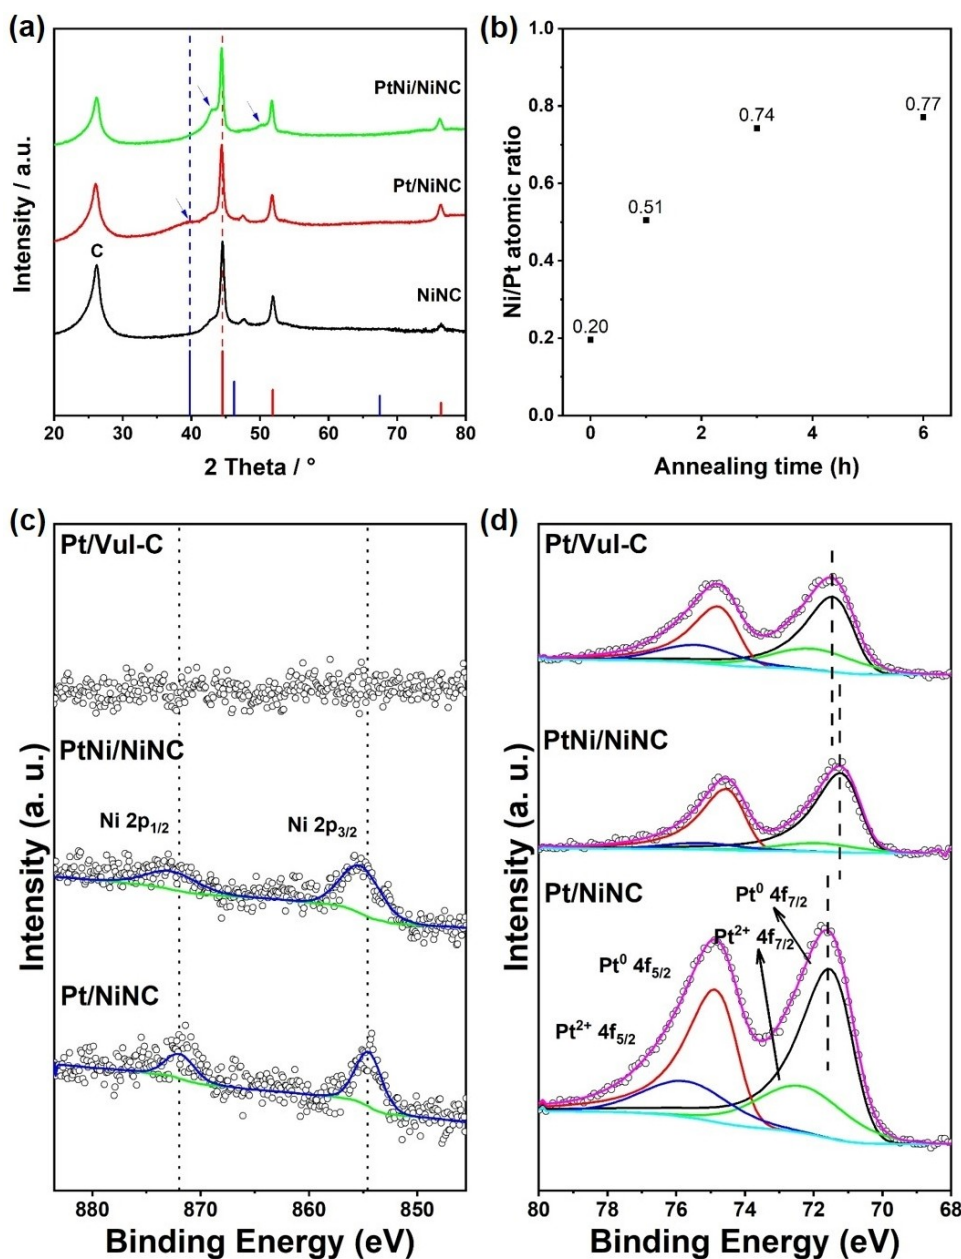 (a)
PtNi/NiNC
Pt/NiNC
C
NiNC
Intensity / a.u.
20 30 40 50 60 70 80
2 Theta / °
(b)
1.0
0.8
0.6
0.4
0.2
0.0
Ni/Pt atomic ratio
0.20
0.51
0.74
0.77
0 2 4 6
Annealing time (h)
(c)
Pt/Vul-C
PtNi/NiNC
Ni 2p1/2
Ni 2p3/2
Pt/NiNC
Intensity (a. u.)
880 870 860 850
Binding Energy (eV)
(d)
Pt/Vul-C
PtNi/NiNC
Pt/NiNC
Pt⁰ 4f7/2
Pt²⁺ 4f7/2
Pt⁰ 4f5/2
Pt²⁺ 4f5/2
Intensity (a. u.)
80 78 76 74 72 70 68
Binding Energy (eV)